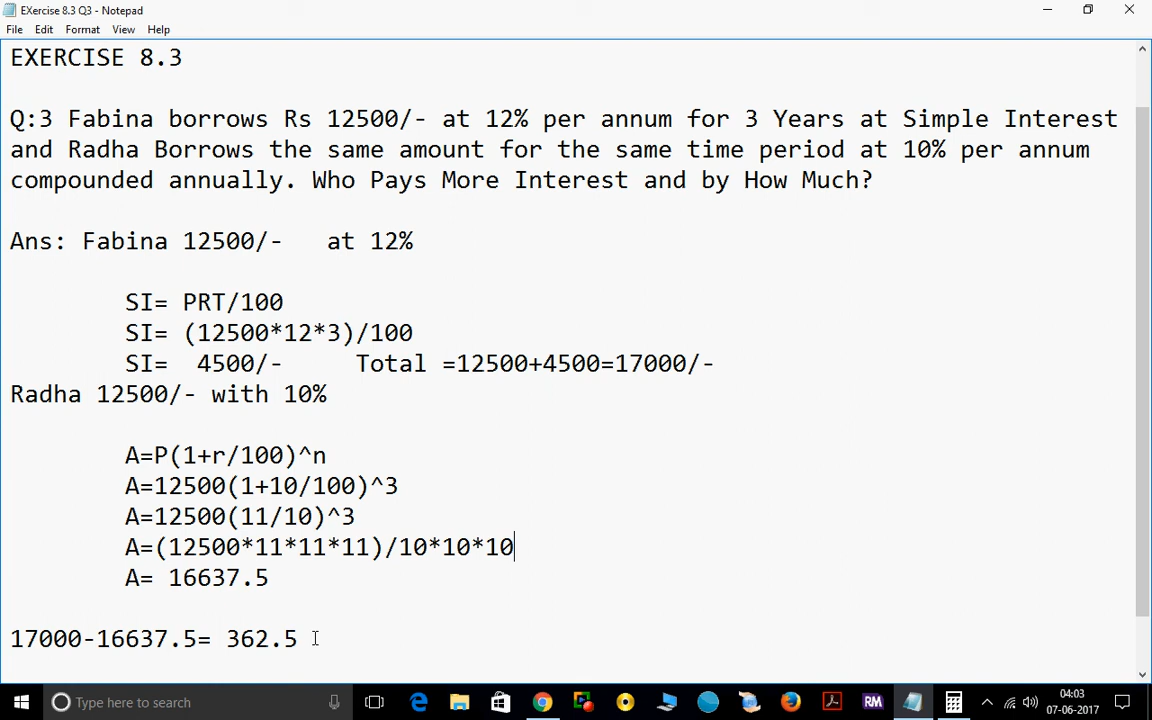 EXercise 8.3 Q3 - Notepad
File Edit Format View Help
EXERCISE 8.3
Q:3 Fabina borrows Rs 12500/- at 12% per annum for 3 Years at Simple Interest
and Radha Borrows the same amount for the same time period at 10% per annum
compounded annually. Who Pays More Interest and by How Much?
Ans: Fabina 12500/- at 12%
SI= PRT/100
SI= (12500*12*3)/100
SI= 4500/- Total =12500+4500=17000/-
Radha 12500/- with 10%
A=P(1+r/100)^n
A=12500(1+10/100)^3
A=12500(11/10)^3
A=(12500*11*11*11)/10*10*10
A= 16637.5
17000-16637.5= 362.5
Type here to search
RM
04:03
07-06-2017